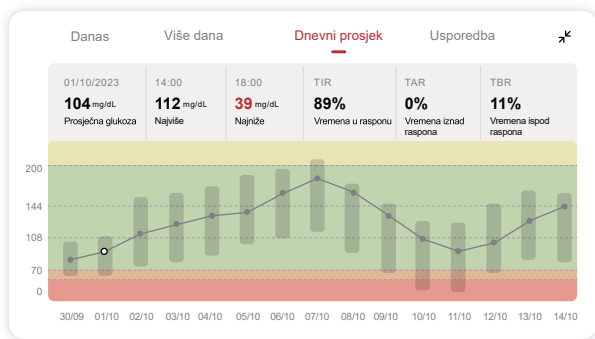 Danas Više dana Dnevni prosjek Usporedba
01/10/2023 14:00 18:00 TIR TAR TBR
104 mg/dL 112 mg/dL 39 mg/dL 89% 0% 11%
Prosječna glukoza Najviše Najniže Vremena u rasponu Vremena iznad Vremena ispod
raspona raspona
200
144
108
70
0
30/09 01/10 02/10 03/10 04/10 05/10 06/10 07/10 08/10 09/10 10/10 11/10 12/10 13/10 14/10